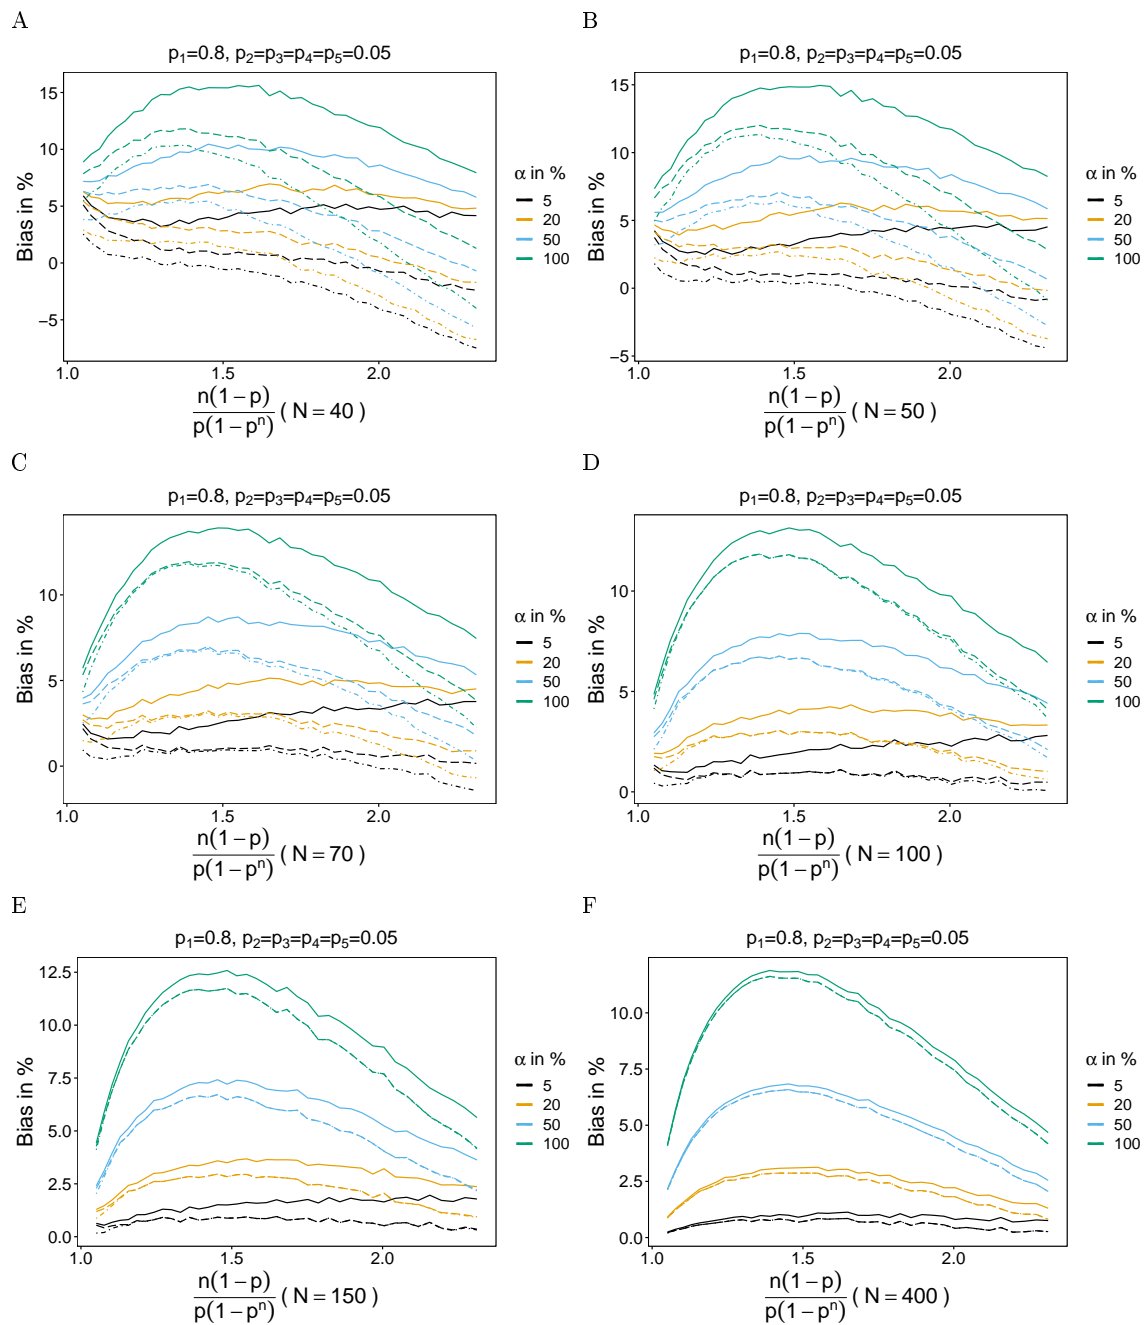 A
p1=0.8, p2=p3=p4=p5=0.05
Bias in %
15
10
5
0
−5
1.0 1.5 2.0
n(1−p)
p(1−pⁿ)
( N = 40 )
α in %
5
20
50
100
B
p1=0.8, p2=p3=p4=p5=0.05
Bias in %
15
10
5
0
−5
1.0 1.5 2.0
n(1−p)
p(1−pⁿ)
( N = 50 )
α in %
5
20
50
100
C
p1=0.8, p2=p3=p4=p5=0.05
Bias in %
10
5
0
1.0 1.5 2.0
n(1−p)
p(1−pⁿ)
( N = 70 )
α in %
5
20
50
100
D
p1=0.8, p2=p3=p4=p5=0.05
Bias in %
10
5
0
1.0 1.5 2.0
n(1−p)
p(1−pⁿ)
( N = 100 )
α in %
5
20
50
100
E
p1=0.8, p2=p3=p4=p5=0.05
Bias in %
12.5
10.0
7.5
5.0
2.5
0.0
1.0 1.5 2.0
n(1−p)
p(1−pⁿ)
( N = 150 )
α in %
5
20
50
100
F
p1=0.8, p2=p3=p4=p5=0.05
Bias in %
10.0
7.5
5.0
2.5
0.0
1.0 1.5 2.0
n(1−p)
p(1−pⁿ)
( N = 400 )
α in %
5
20
50
100